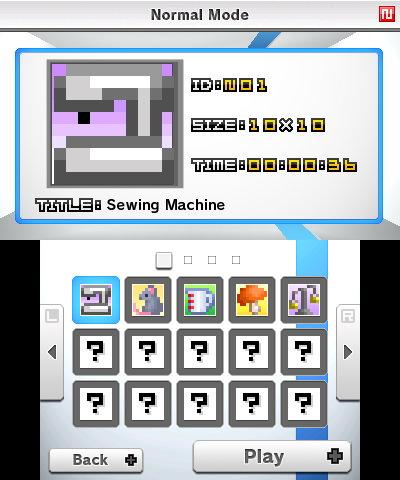 Normal Mode
ID:N01
SIZE:10X10
TIME:00:00:36
TITLE: Sewing Machine
L
R
? ? ? ? ?
? ? ? ? ?
Back
Play